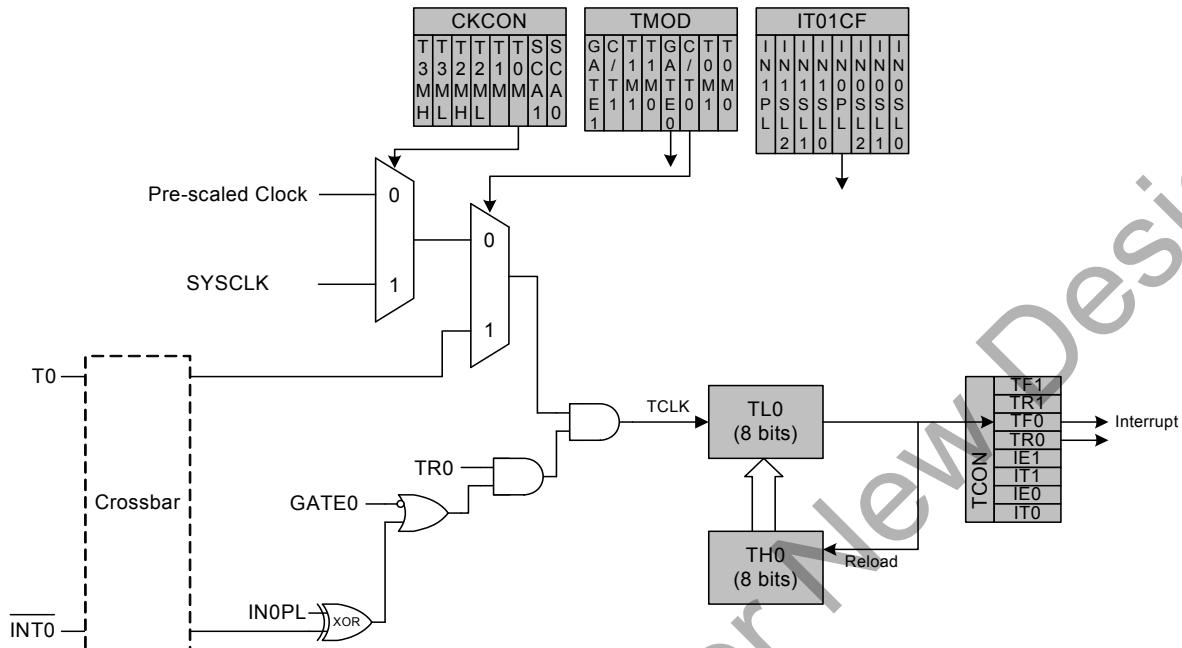 CKCON
T3MH
T3ML
T2MH
T2ML
T1M
T0M
SCA1
SCA0
TMOD
GATE1
C/T1
T1M1
T1M0
GATE0
C/T0
T0M1
T0M0
IT01CF
IN1PL
IN1SL2
IN1SL1
IN1SL0
IN0PL
IN0SL2
IN0SL1
IN0SL0
Pre-scaled Clock
0
SYSCLK
1
0
1
T0
Crossbar
TCLK
TL0
(8 bits)
TCON
TF1
TR1
TF0
TR0
IE1
IT1
IE0
IT0
Interrupt
TR0
GATE0
TH0
(8 bits)
Reload
IN0PL
XOR
INT0
New